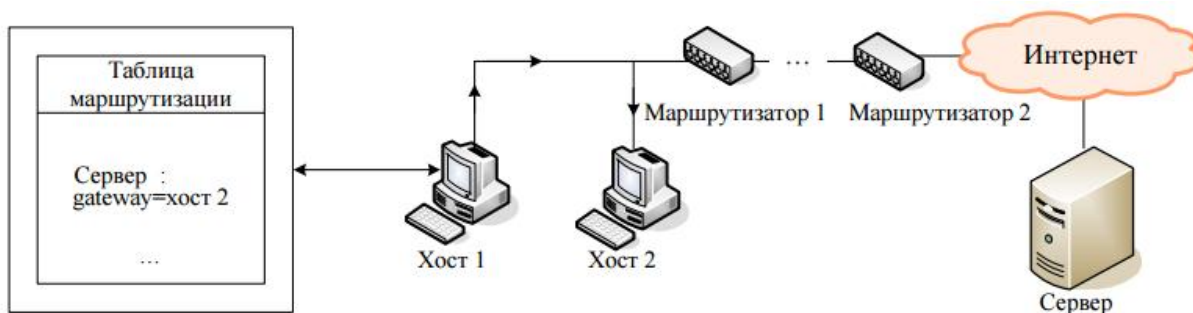 Таблица
маршрутизации
Сервер :
gateway=хост 2
...
Хост 1
Хост 2
Маршрутизатор 1
...
Маршрутизатор 2
Интернет
Сервер